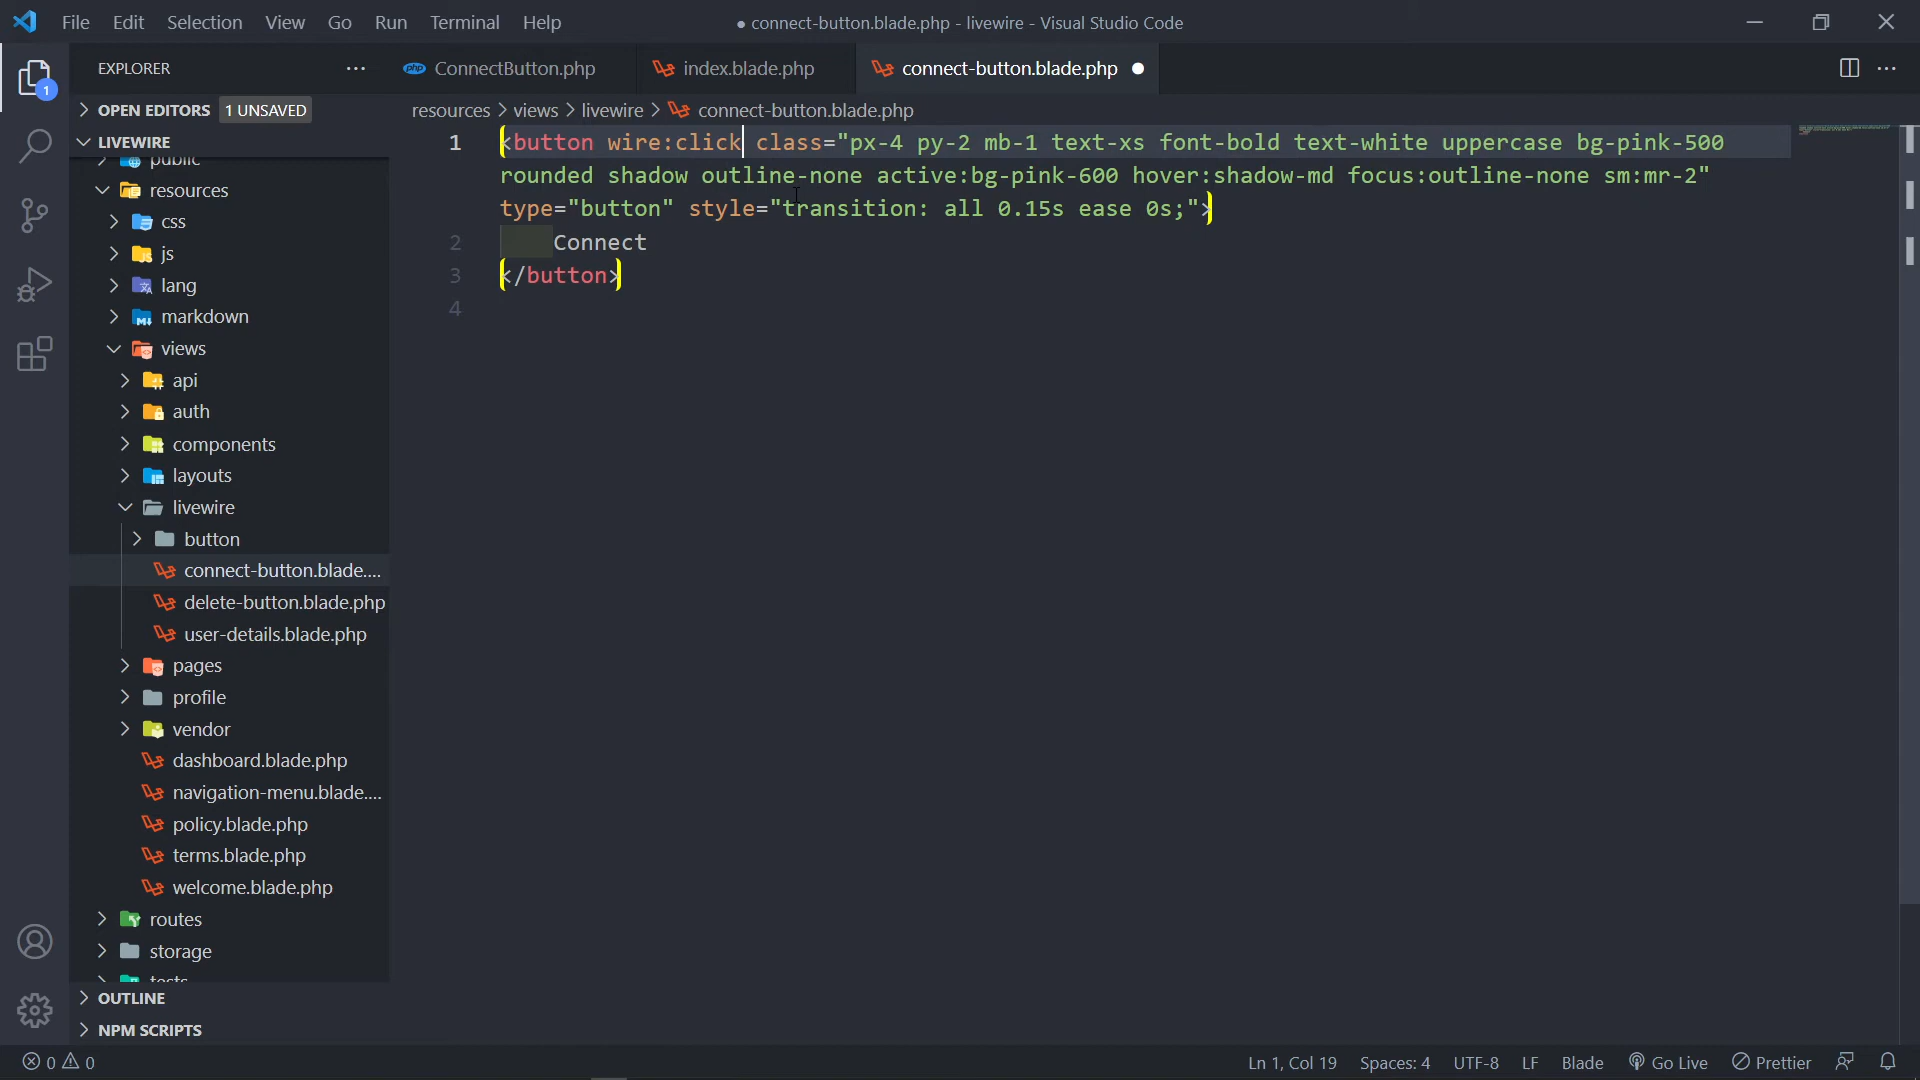 File Edit Selection View Go Run Terminal Help
● connect-button.blade.php - livewire - Visual Studio Code
EXPLORER
ConnectButton.php
index.blade.php
connect-button.blade.php
OPEN EDITORS 1 UNSAVED
resources > views > livewire > connect-button.blade.php
LIVEWIRE
1
public
resources
css
js
lang
markdown
views
api
auth
components
layouts
livewire
button
connect-button.blade....
delete-button.blade.php
user-details.blade.php
pages
profile
vendor
dashboard.blade.php
navigation-menu.blade....
policy.blade.php
terms.blade.php
welcome.blade.php
routes
storage
tests
OUTLINE
NPM SCRIPTS
1 <button wire:click class="px-4 py-2 mb-1 text-xs font-bold text-white uppercase bg-pink-500
rounded shadow outline-none active:bg-pink-600 hover:shadow-md focus:outline-none sm:mr-2"
type="button" style="transition: all 0.15s ease 0s;">
2 Connect
3 </button>
4
0 0
Ln 1, Col 19 Spaces: 4 UTF-8 LF Blade Go Live Prettier